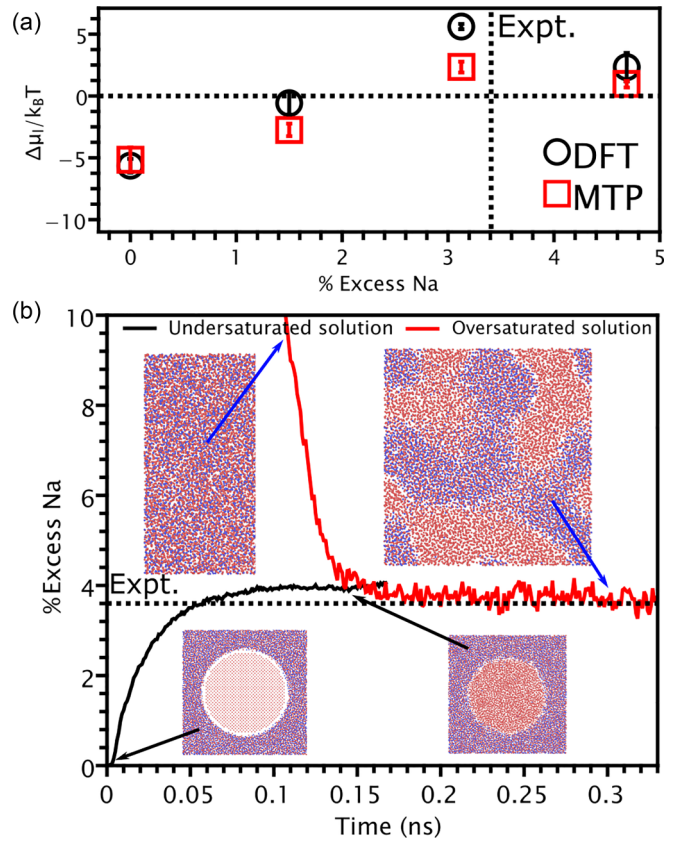 (a)
5
0
−5
−10
Δμ_I/k_BT
Expt.
DFT
MTP
0 1 2 3 4 5
% Excess Na
(b)
10
8
6
4
2
0
%Excess Na
Undersaturated solution
Oversaturated solution
Expt.
0 0.05 0.1 0.15 0.2 0.25 0.3
Time (ns)